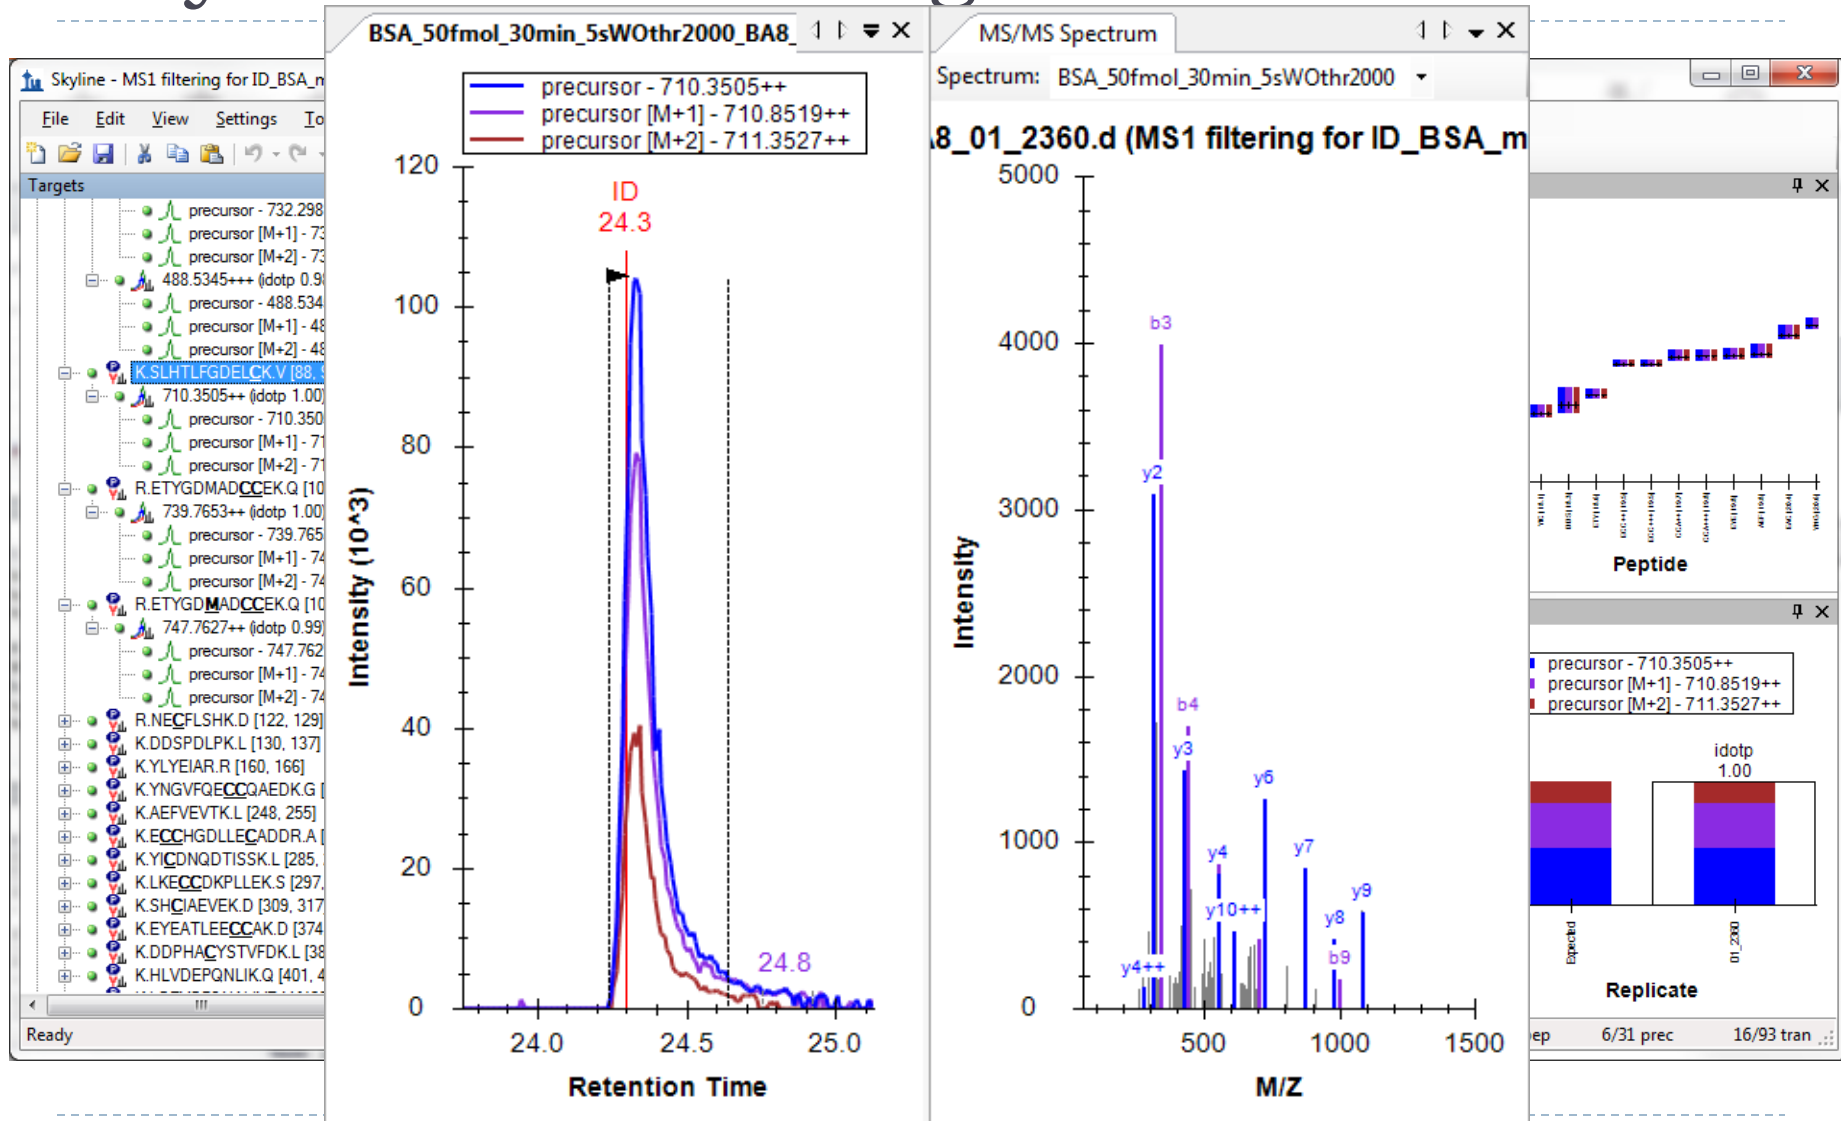 Skyline - MS1 filtering for ID_BSA_m
File Edit View Settings To
Targets
precursor - 732.298
precursor [M+1] - 73
precursor [M+2] - 73
488.5345+++ (idotp 0.98
precursor - 488.534
precursor [M+1] - 48
precursor [M+2] - 48
K.SLHTLFGDELCK.V [88, 9
710.3505++ (idotp 1.00)
precursor - 710.350
precursor [M+1] - 71
precursor [M+2] - 71
R.ETYGDMADCCEK.Q [10
739.7653++ (idotp 1.00)
precursor - 739.765
precursor [M+1] - 74
precursor [M+2] - 74
R.ETYGDMADCCEK.Q [10
747.7627++ (idotp 0.99)
precursor - 747.762
precursor [M+1] - 74
precursor [M+2] - 74
R.NECFLSHK.D [122, 129]
K.DDSPDLPK.L [130, 137]
K.YLYEIAR.R [160, 166]
K.YNGVFQECCQAEDK.G [
K.AEFVEVTK.L [248, 255]
K.ECCHGDLLECADDR.A [
K.YICDNQDTISSK.L [285,
K.LKECCDKPLLEK.S [297,
K.SHCIAEVEK.D [309, 317]
K.EYEATLEECCAK.D [374
K.DDPHACYSTVFDK.L [38
K.HLVDEPQNLIK.Q [401, 4
Ready
BSA_50fmol_30min_5sWOthr2000_BA8_
precursor - 710.3505++
precursor [M+1] - 710.8519++
precursor [M+2] - 711.3527++
ID
24.3
24.8
120
100
80
60
40
20
0
Intensity (10^3)
24.0 24.5 25.0
Retention Time
MS/MS Spectrum
Spectrum: BSA_50fmol_30min_5sWOthr2000
A8_01_2360.d (MS1 filtering for ID_BSA_m
5000
4000
3000
2000
1000
0
Intensity
b3
y2
b4
y3
y6
y4
y7
y9
y10++
y8
b9
y4++
500 1000 1500
M/Z
Peptide
precursor - 710.3505++
precursor [M+1] - 710.8519++
precursor [M+2] - 711.3527++
idotp
1.00
Expected
01_2360
Replicate
ep 6/31 prec 16/93 tran